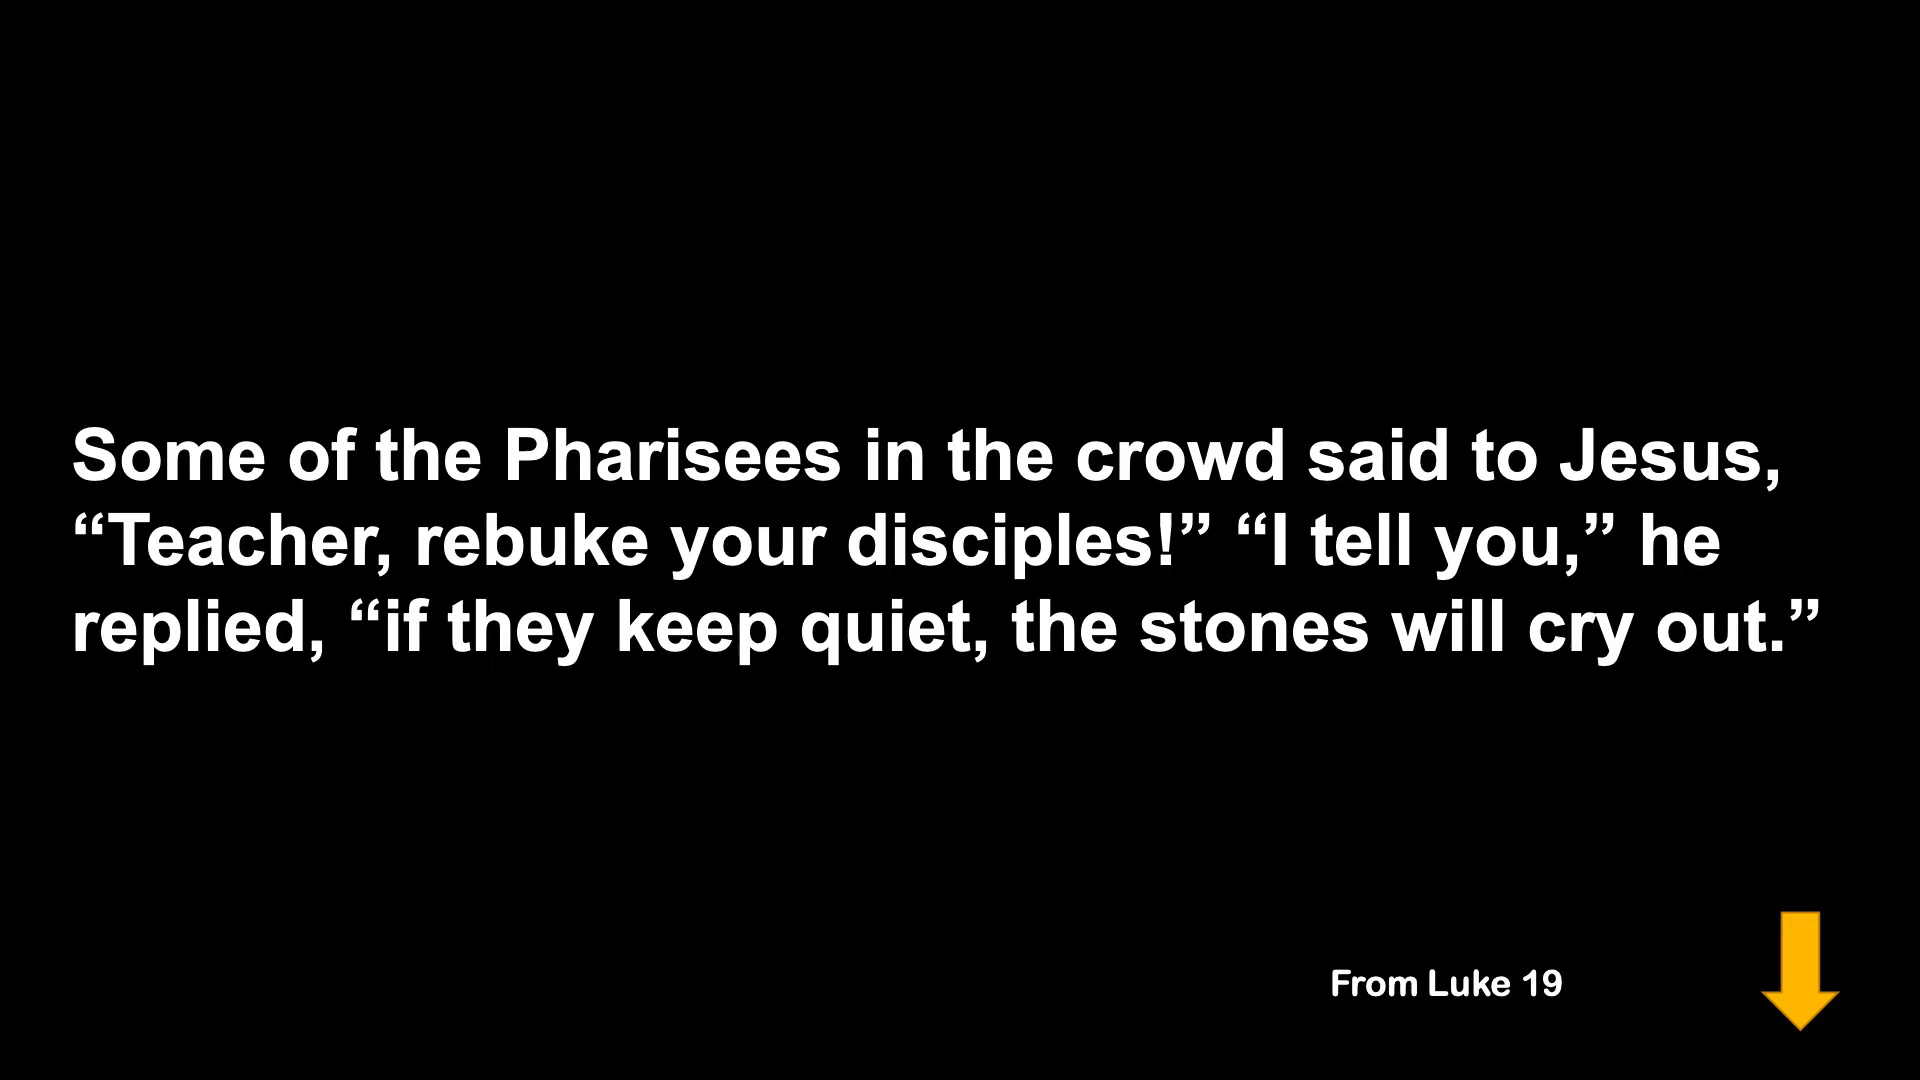 Some of the Pharisees in the crowd said to Jesus,
“Teacher, rebuke your disciples!” “I tell you,” he
replied, “if they keep quiet, the stones will cry out.”
From Luke 19